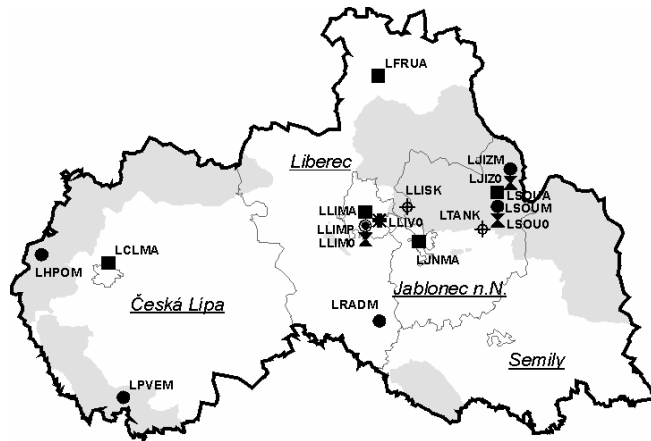 LFRUA
LJIZM
Liberec
LJIZ0
LLISK
LSOUA
LLIMA
LSOUM
LTANK
LLIV0
LSOU0
LLIMP
LLIM0
LCLMA
LJNMA
LHPOM
Jablonec n.N.
Česká Lípa
LRADM
Semily
LPVEM